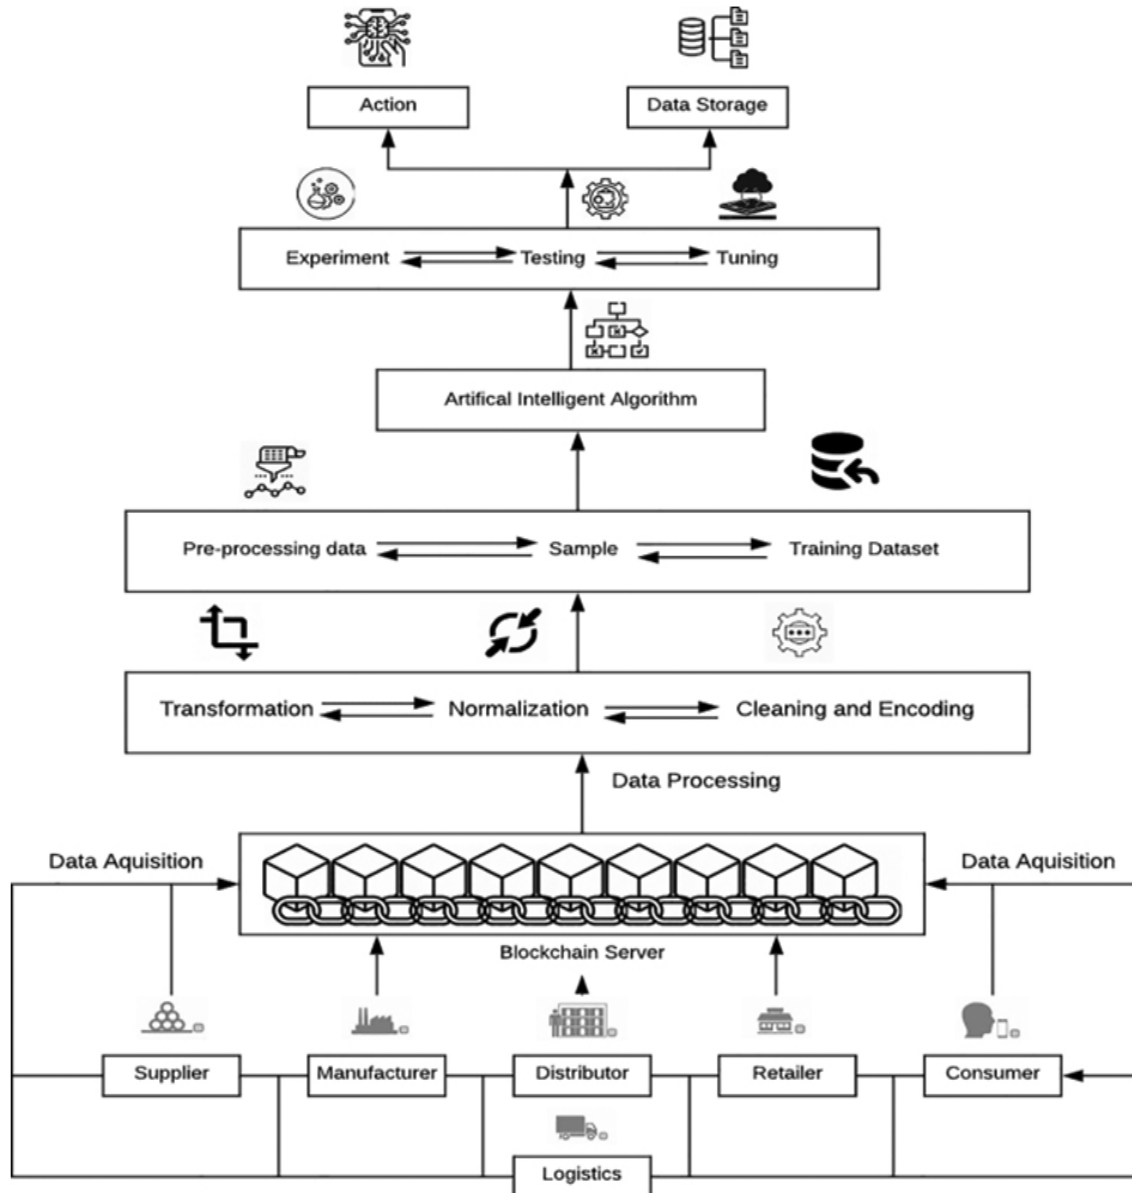 Action
Data Storage
Experiment
Testing
Tuning
Artifical Intelligent Algorithm
Pre-processing data
Sample
Training Dataset
Transformation
Normalization
Cleaning and Encoding
Data Processing
Data Aquisition
Data Aquisition
Blockchain Server
Supplier
Manufacturer
Distributor
Retailer
Consumer
Logistics